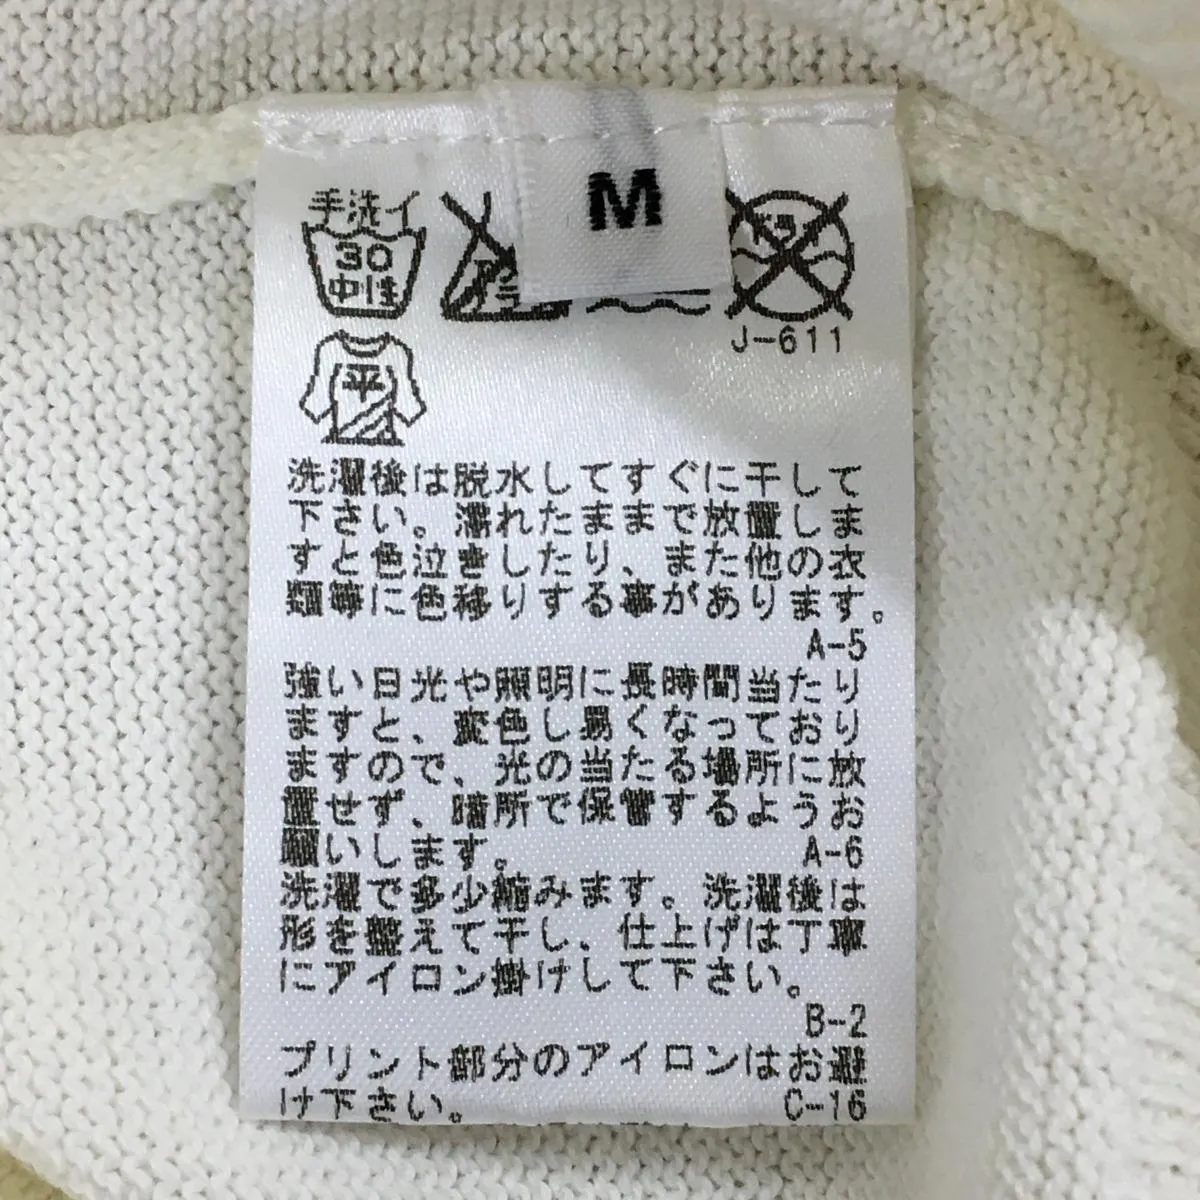 M
手洗イ
30
中性
J-611
平
洗濯後は脱水してすぐに干して
下さい。濡れたままで放置しま
すと色泣きしたり、また他の衣
類等に色移りする事があります。
A-5
強い日光や照明に長時間当たり
ますと、変色し易くなっており
ますので、光の当たる場所に放
置せず、暗所で保管するようお
願いします。
A-6
洗濯で多少縮みます。洗濯後は
形を整えて干し、仕上げは丁寧
にアイロン掛けして下さい。
B-2
プリント部分のアイロンはお避
け下さい。
C-16